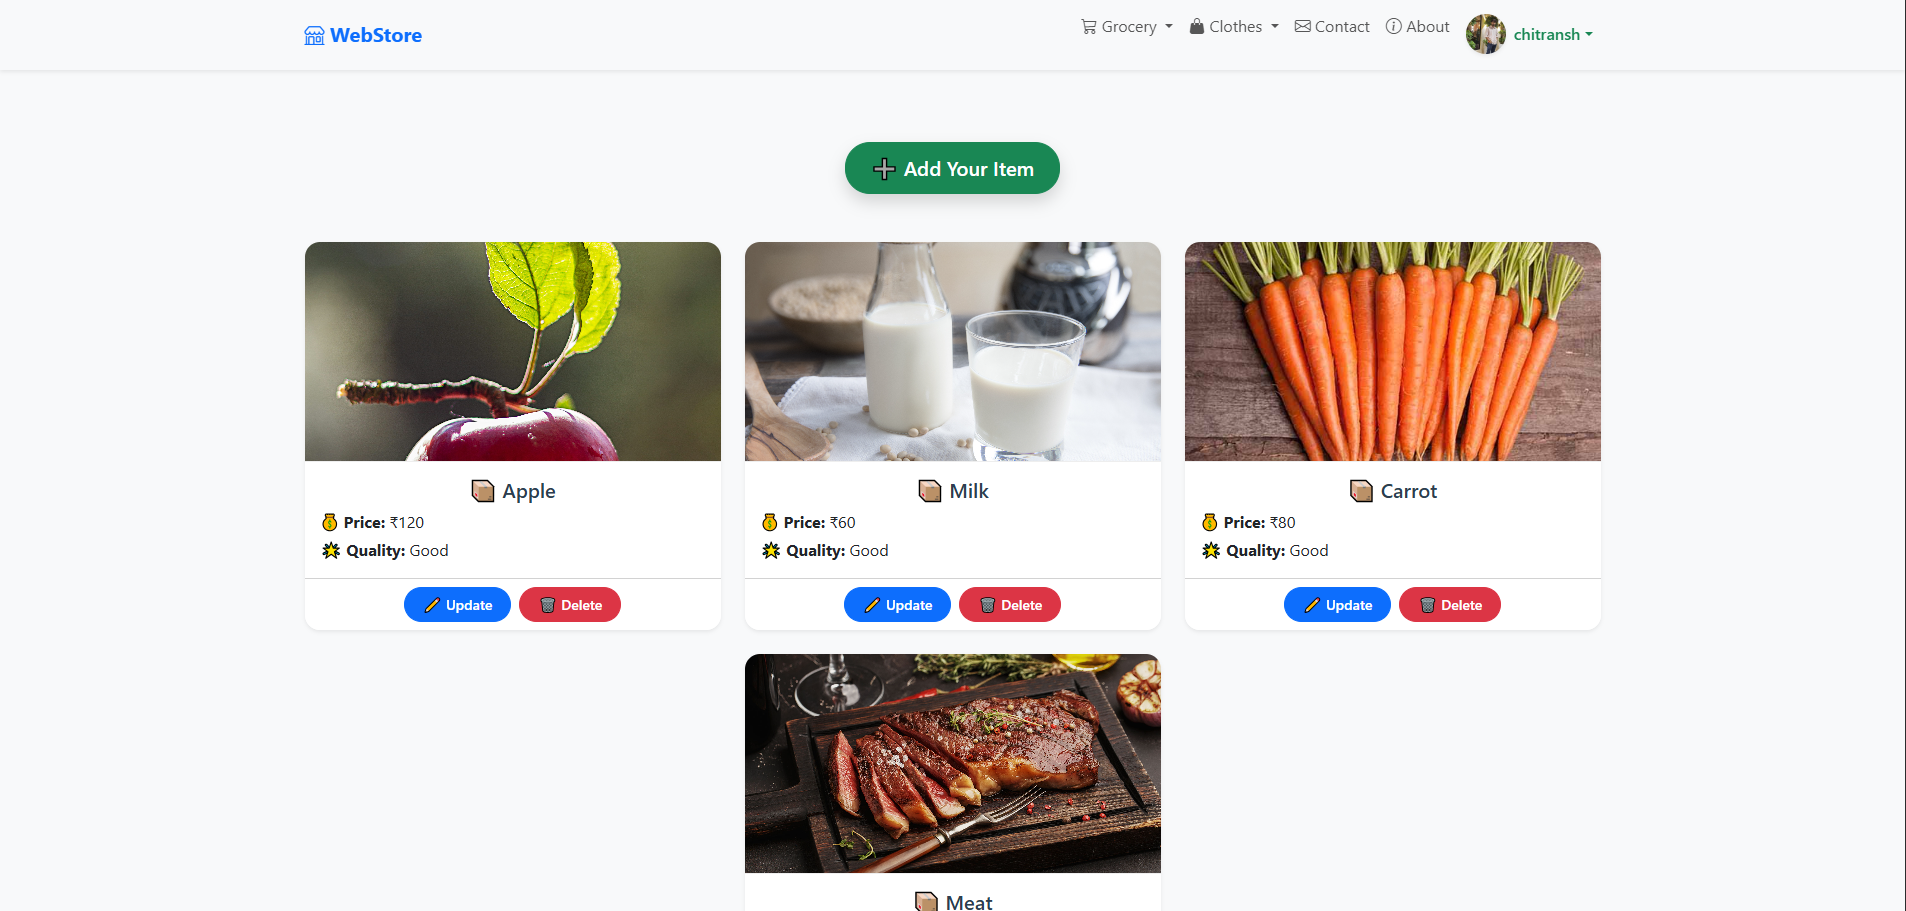 WebStore
Grocery
Clothes
Contact
About
chitransh
Add Your Item
Apple
Price: ₹120
Quality: Good
Update
Delete
Milk
Price: ₹60
Quality: Good
Update
Delete
Carrot
Price: ₹80
Quality: Good
Update
Delete
Meat